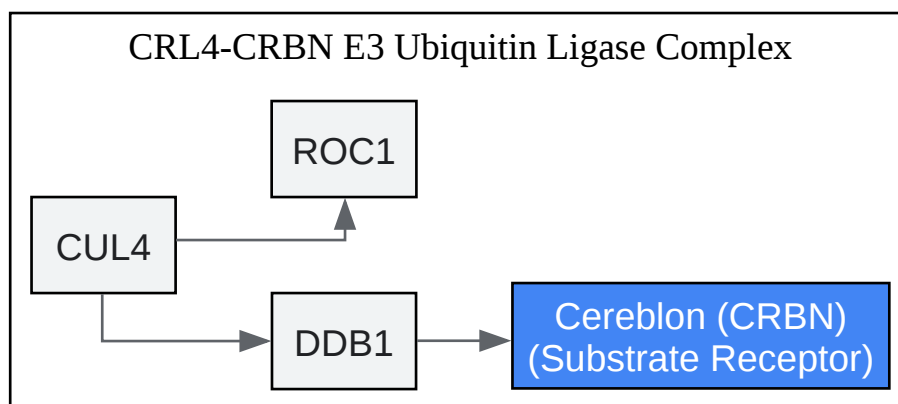 CRL4-CRBN E3 Ubiquitin Ligase Complex
ROC1
CUL4
DDB1
Cereblon (CRBN)
(Substrate Receptor)